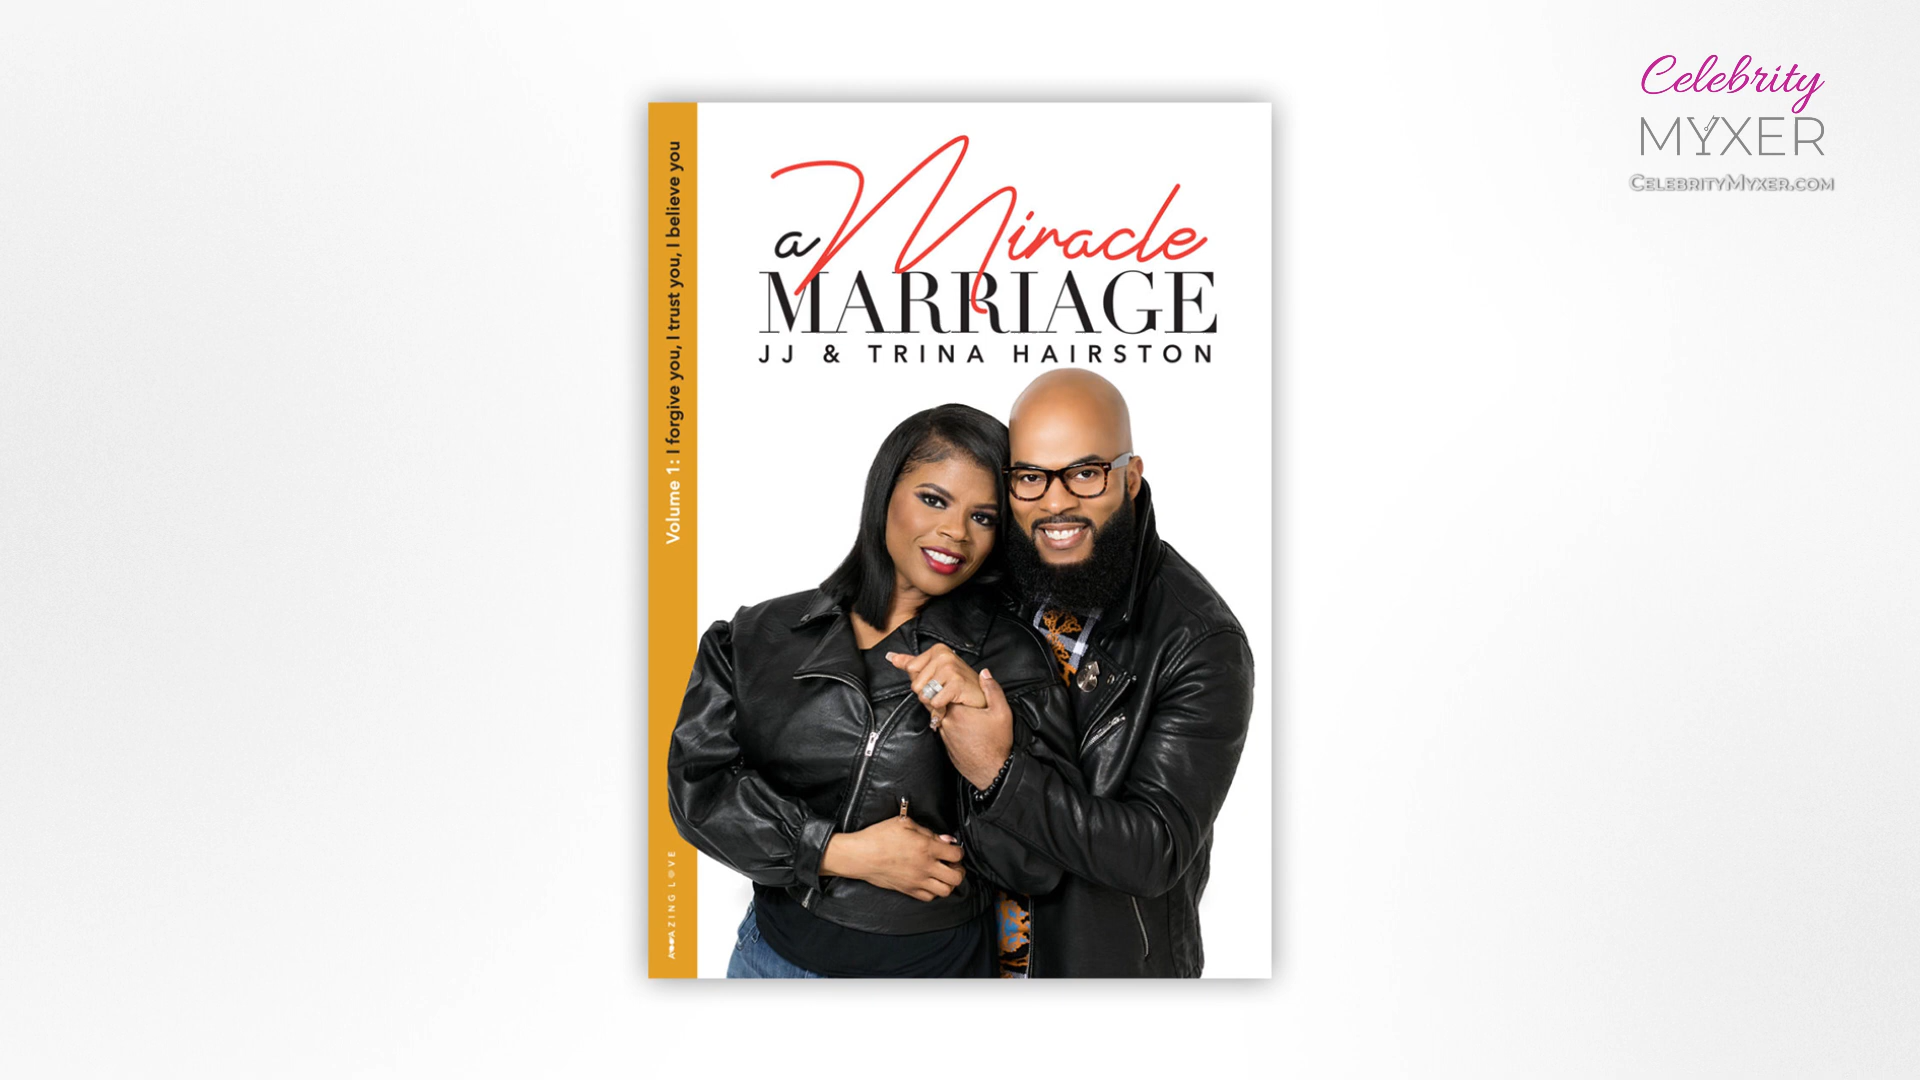 Celebrity
MYXER
CELEBRITYMYXER.COM
a Miracle
MARRIAGE
JJ & TRINA HAIRSTON
Volume 1: I forgive you, I trust you, I believe you
AMAZING LOVE